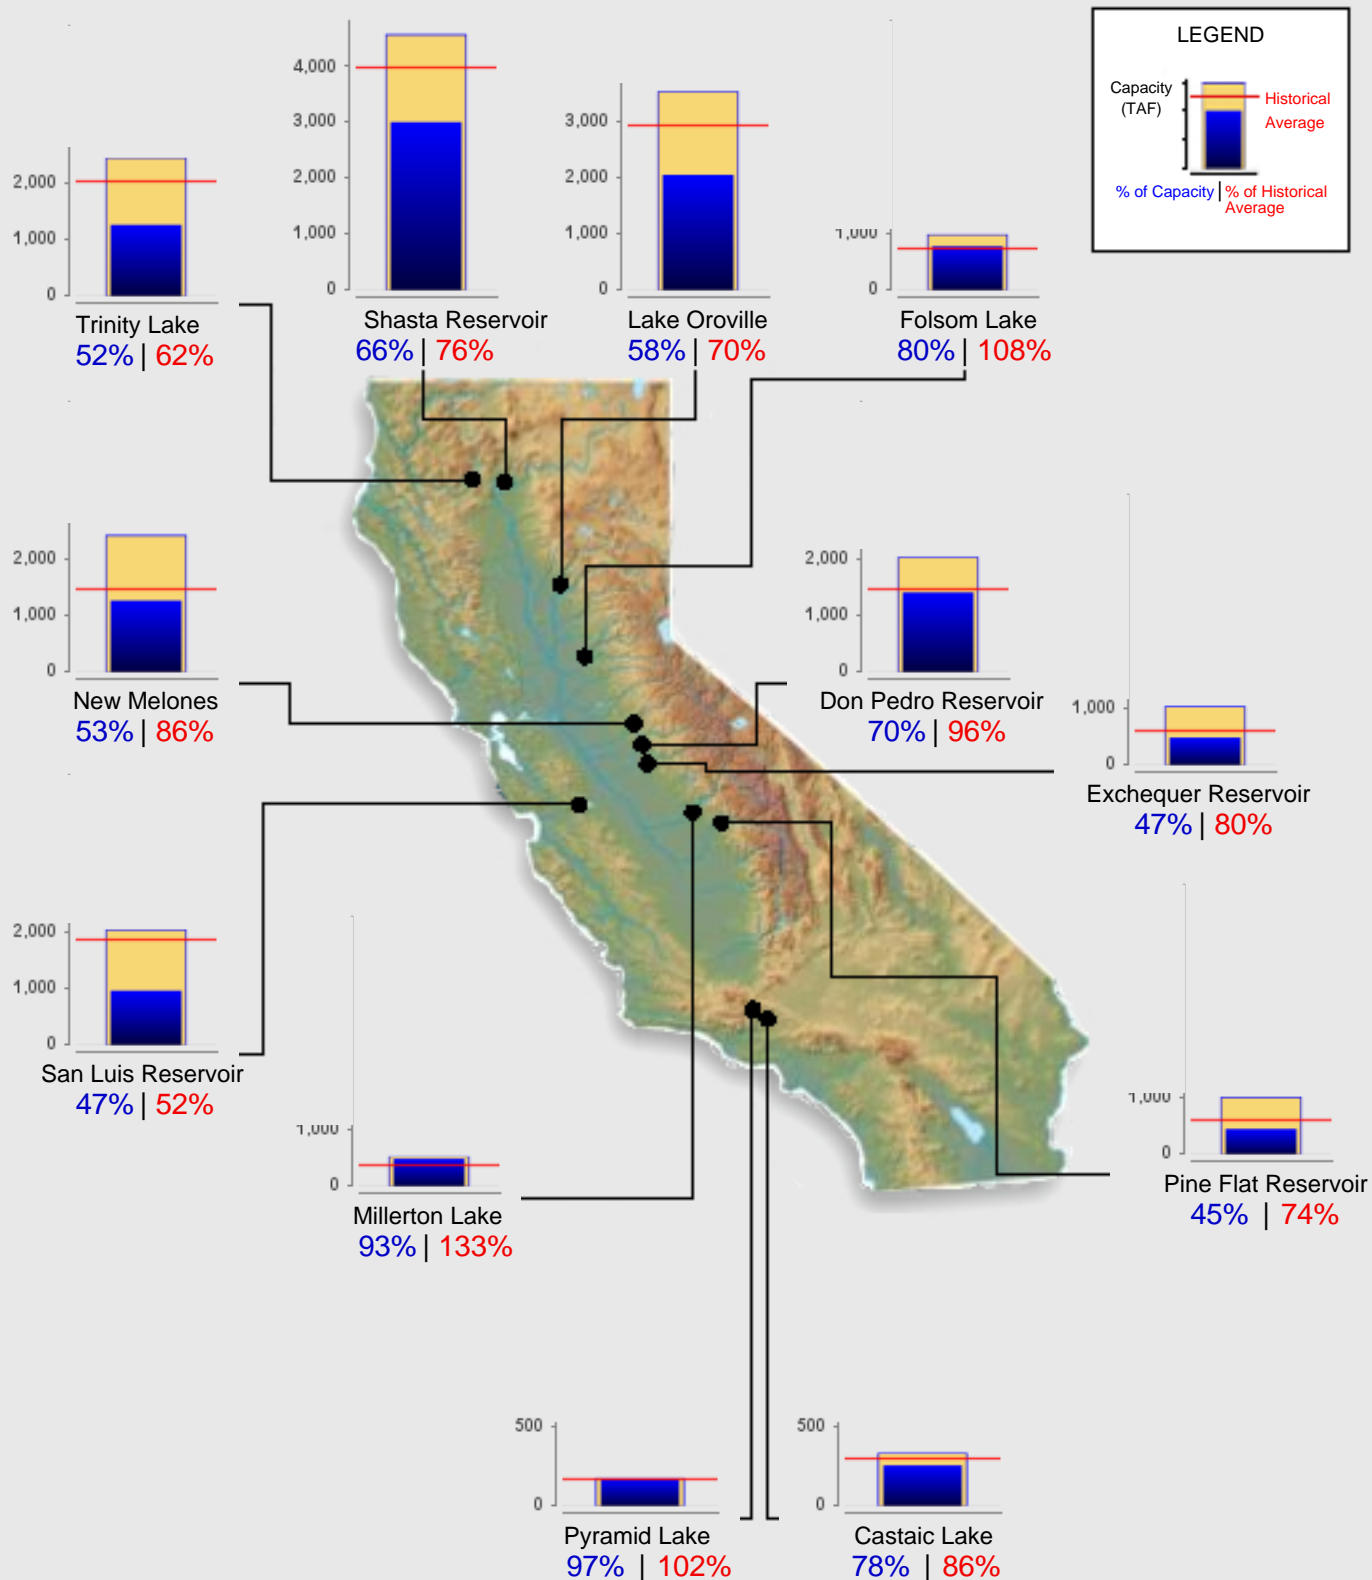 LEGEND
Capacity
(TAF)
Historical
Average
% of Capacity | % of Historical
Average
4,000
3,000
2,000
1,000
0
Shasta Reservoir
66% | 76%
3,000
2,000
1,000
0
Lake Oroville
58% | 70%
1,000
0
Folsom Lake
80% | 108%
2,000
1,000
0
Trinity Lake
52% | 62%
2,000
1,000
0
New Melones
53% | 86%
2,000
1,000
0
Don Pedro Reservoir
70% | 96%
1,000
0
Exchequer Reservoir
47% | 80%
2,000
1,000
0
San Luis Reservoir
47% | 52%
1,000
0
Millerton Lake
93% | 133%
1,000
0
Pine Flat Reservoir
45% | 74%
500
0
Pyramid Lake
97% | 102%
500
0
Castaic Lake
78% | 86%